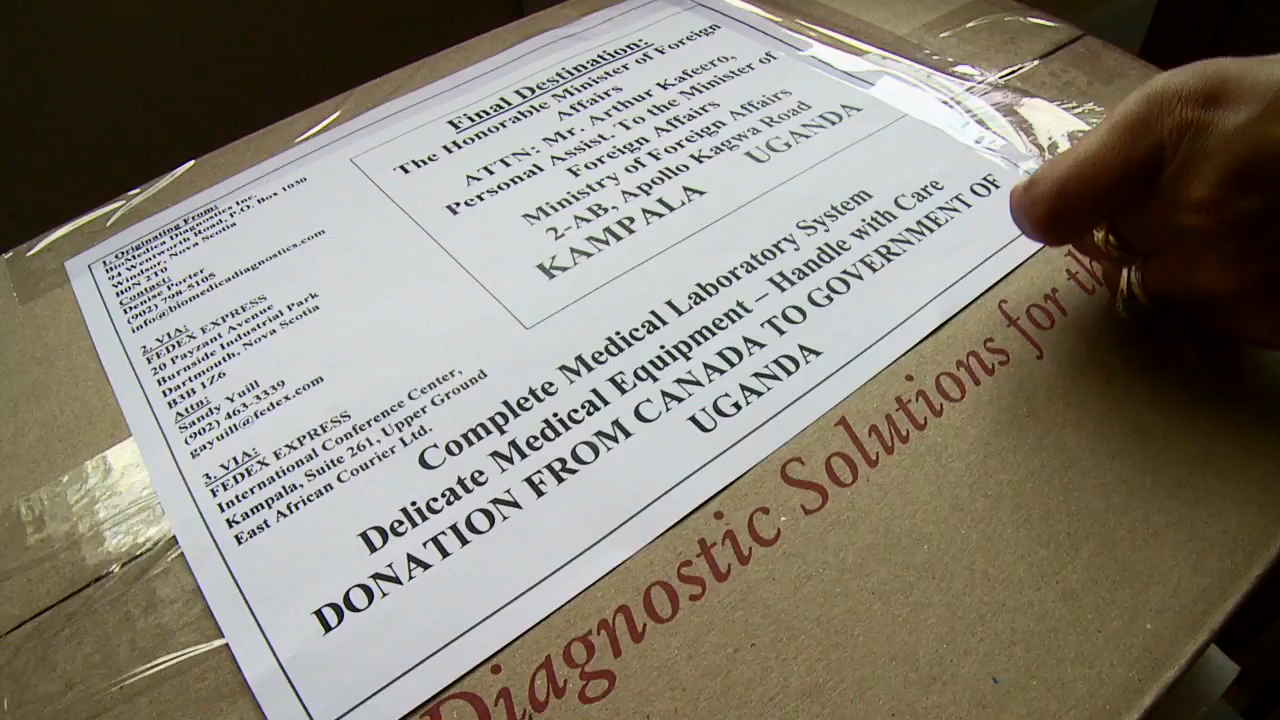 1. Originating From:
BioMedica Diagnostics Inc.
94 Wentworth Road, P.O. Box 1030
Windsor, Nova Scotia
B0N 2T0
Contact:
Denise Porter
(902) 798-5105
info@biomedicadiagnostics.com
2. VIA:
FEDEX EXPRESS
20 Payzant Avenue
Burnside Industrial Park
Dartmouth, Nova Scotia
B3B 1Z6
Attn:
Sandy Yuill
(902) 463-3339
gayuill@fedex.com
3. VIA:
FEDEX EXPRESS
International Conference Center,
Kampala, Suite 261, Upper Ground
East African Courier Ltd.
Final Destination:
The Honorable Minister of Foreign
Affairs
ATTN: Mr. Arthur Kafeero,
Personal Assist- To the Minister of
Foreign Affairs
Ministry of Foreign Affairs
2-AB, Apollo Kagwa Road
KAMPALA UGANDA
Complete Medical Laboratory System
Delicate Medical Equipment – Handle with Care
DONATION FROM CANADA TO GOVERNMENT OF
UGANDA
Diagnostic Solutions for th